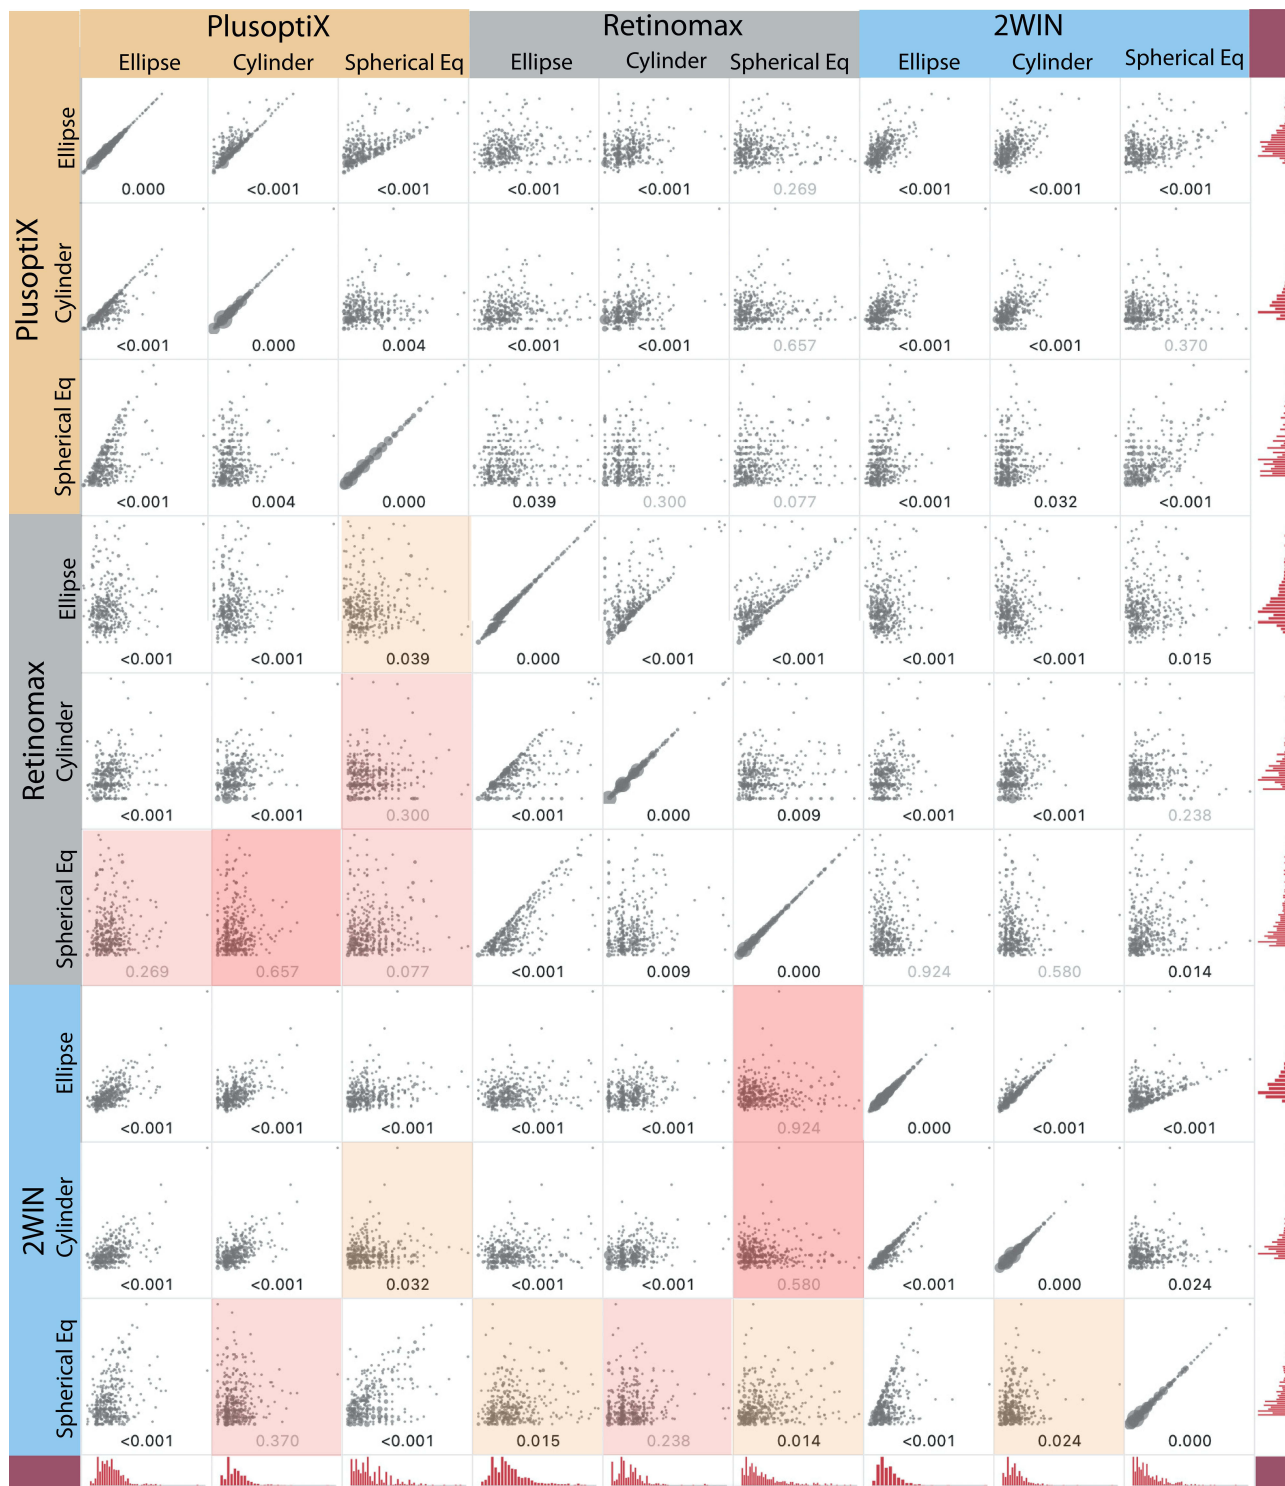 PlusoptiX Retinomax 2WIN
Ellipse Cylinder Spherical Eq Ellipse Cylinder Spherical Eq Ellipse Cylinder Spherical Eq
PlusoptiX
Ellipse
0.000 <0.001 <0.001 <0.001 <0.001 0.269 <0.001 <0.001 <0.001
Cylinder
<0.001 0.000 0.004 <0.001 <0.001 0.657 <0.001 <0.001 0.370
Spherical Eq
<0.001 0.004 0.000 0.039 0.300 0.077 <0.001 0.032 <0.001
Retinomax
Ellipse
<0.001 <0.001 0.039 0.000 <0.001 <0.001 <0.001 <0.001 0.015
Cylinder
<0.001 <0.001 0.300 <0.001 0.000 0.009 <0.001 <0.001 0.238
Spherical Eq
0.269 0.657 0.077 <0.001 0.009 0.000 0.924 0.580 0.014
2WIN
Ellipse
<0.001 <0.001 <0.001 <0.001 <0.001 0.924 0.000 <0.001 <0.001
Cylinder
<0.001 <0.001 0.032 <0.001 <0.001 0.580 <0.001 0.000 0.024
Spherical Eq
<0.001 0.370 <0.001 0.015 0.238 0.014 <0.001 0.024 0.000